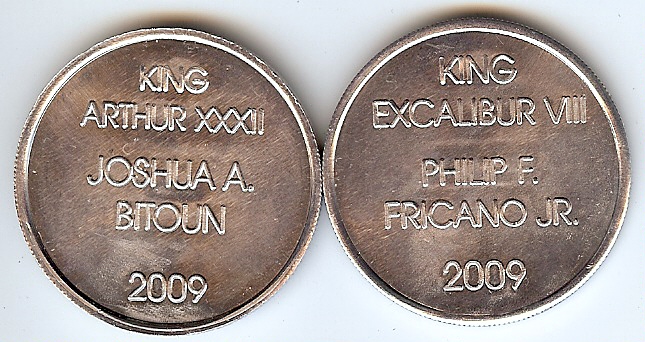 KING
ARTHUR XXXII
JOSHUA A.
BITOUN
2009
KING
EXCALIBUR VIII
PHILIP F.
FRICANO JR.
2009